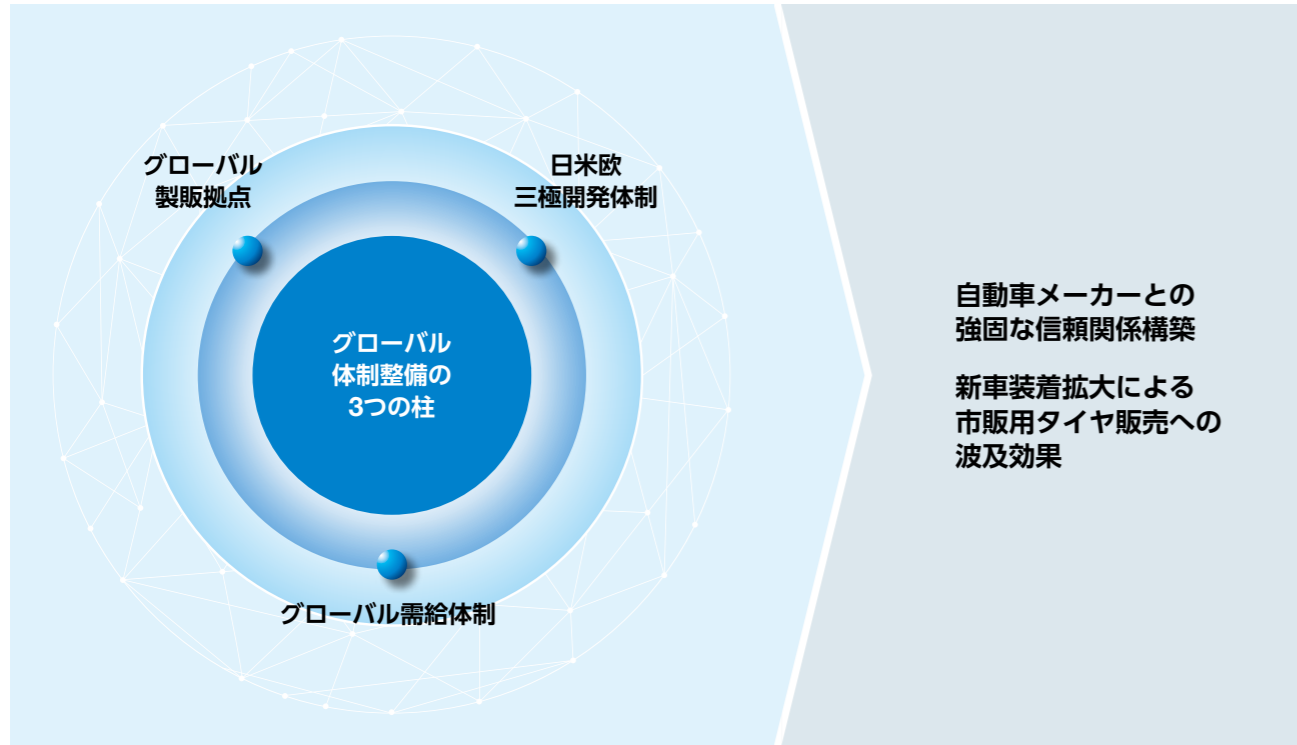 グローバル
製販拠点
日米欧
三極開発体制
グローバル
体制整備の
3つの柱
グローバル需給体制
自動車メーカーとの
強固な信頼関係構築
新車装着拡大による
市販用タイヤ販売への
波及効果